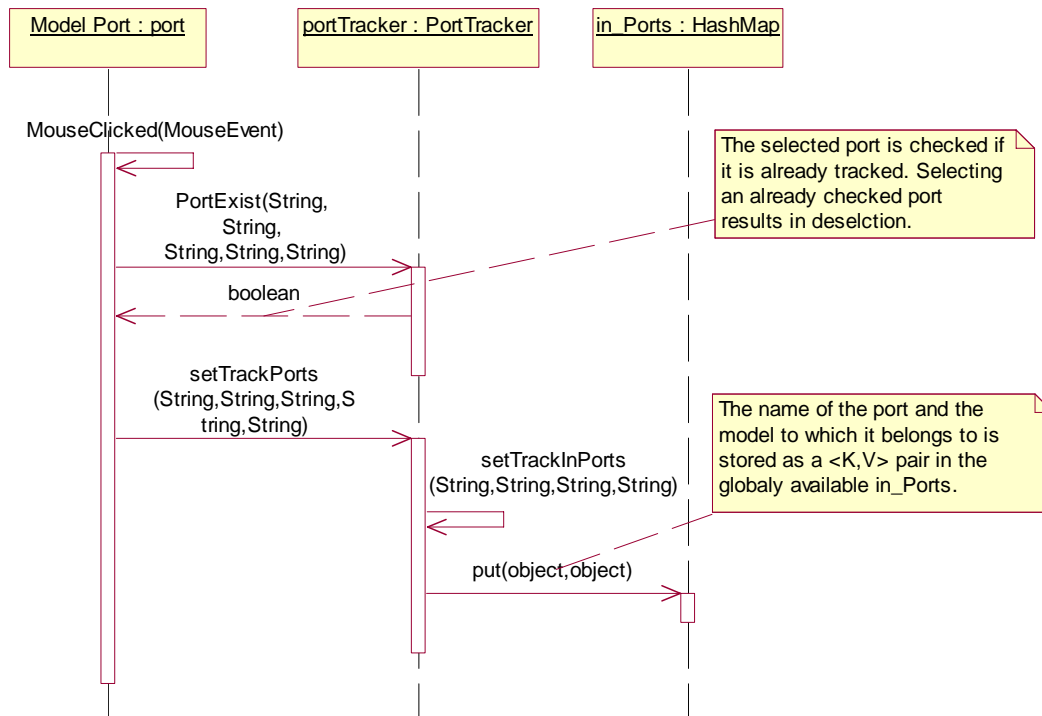 Model Port : port
portTracker : PortTracker
in_Ports : HashMap
MouseClicked(MouseEvent)
The selected port is checked if
it is already tracked. Selecting
an already checked port
results in deselction.
PortExist(String,
String,
String,String,String)
boolean
setTrackPorts
(String,String,String,S
tring,String)
The name of the port and the
model to which it belongs to is
stored as a <K,V> pair in the
globaly available in_Ports.
setTrackInPorts
(String,String,String,String)
put(object,object)